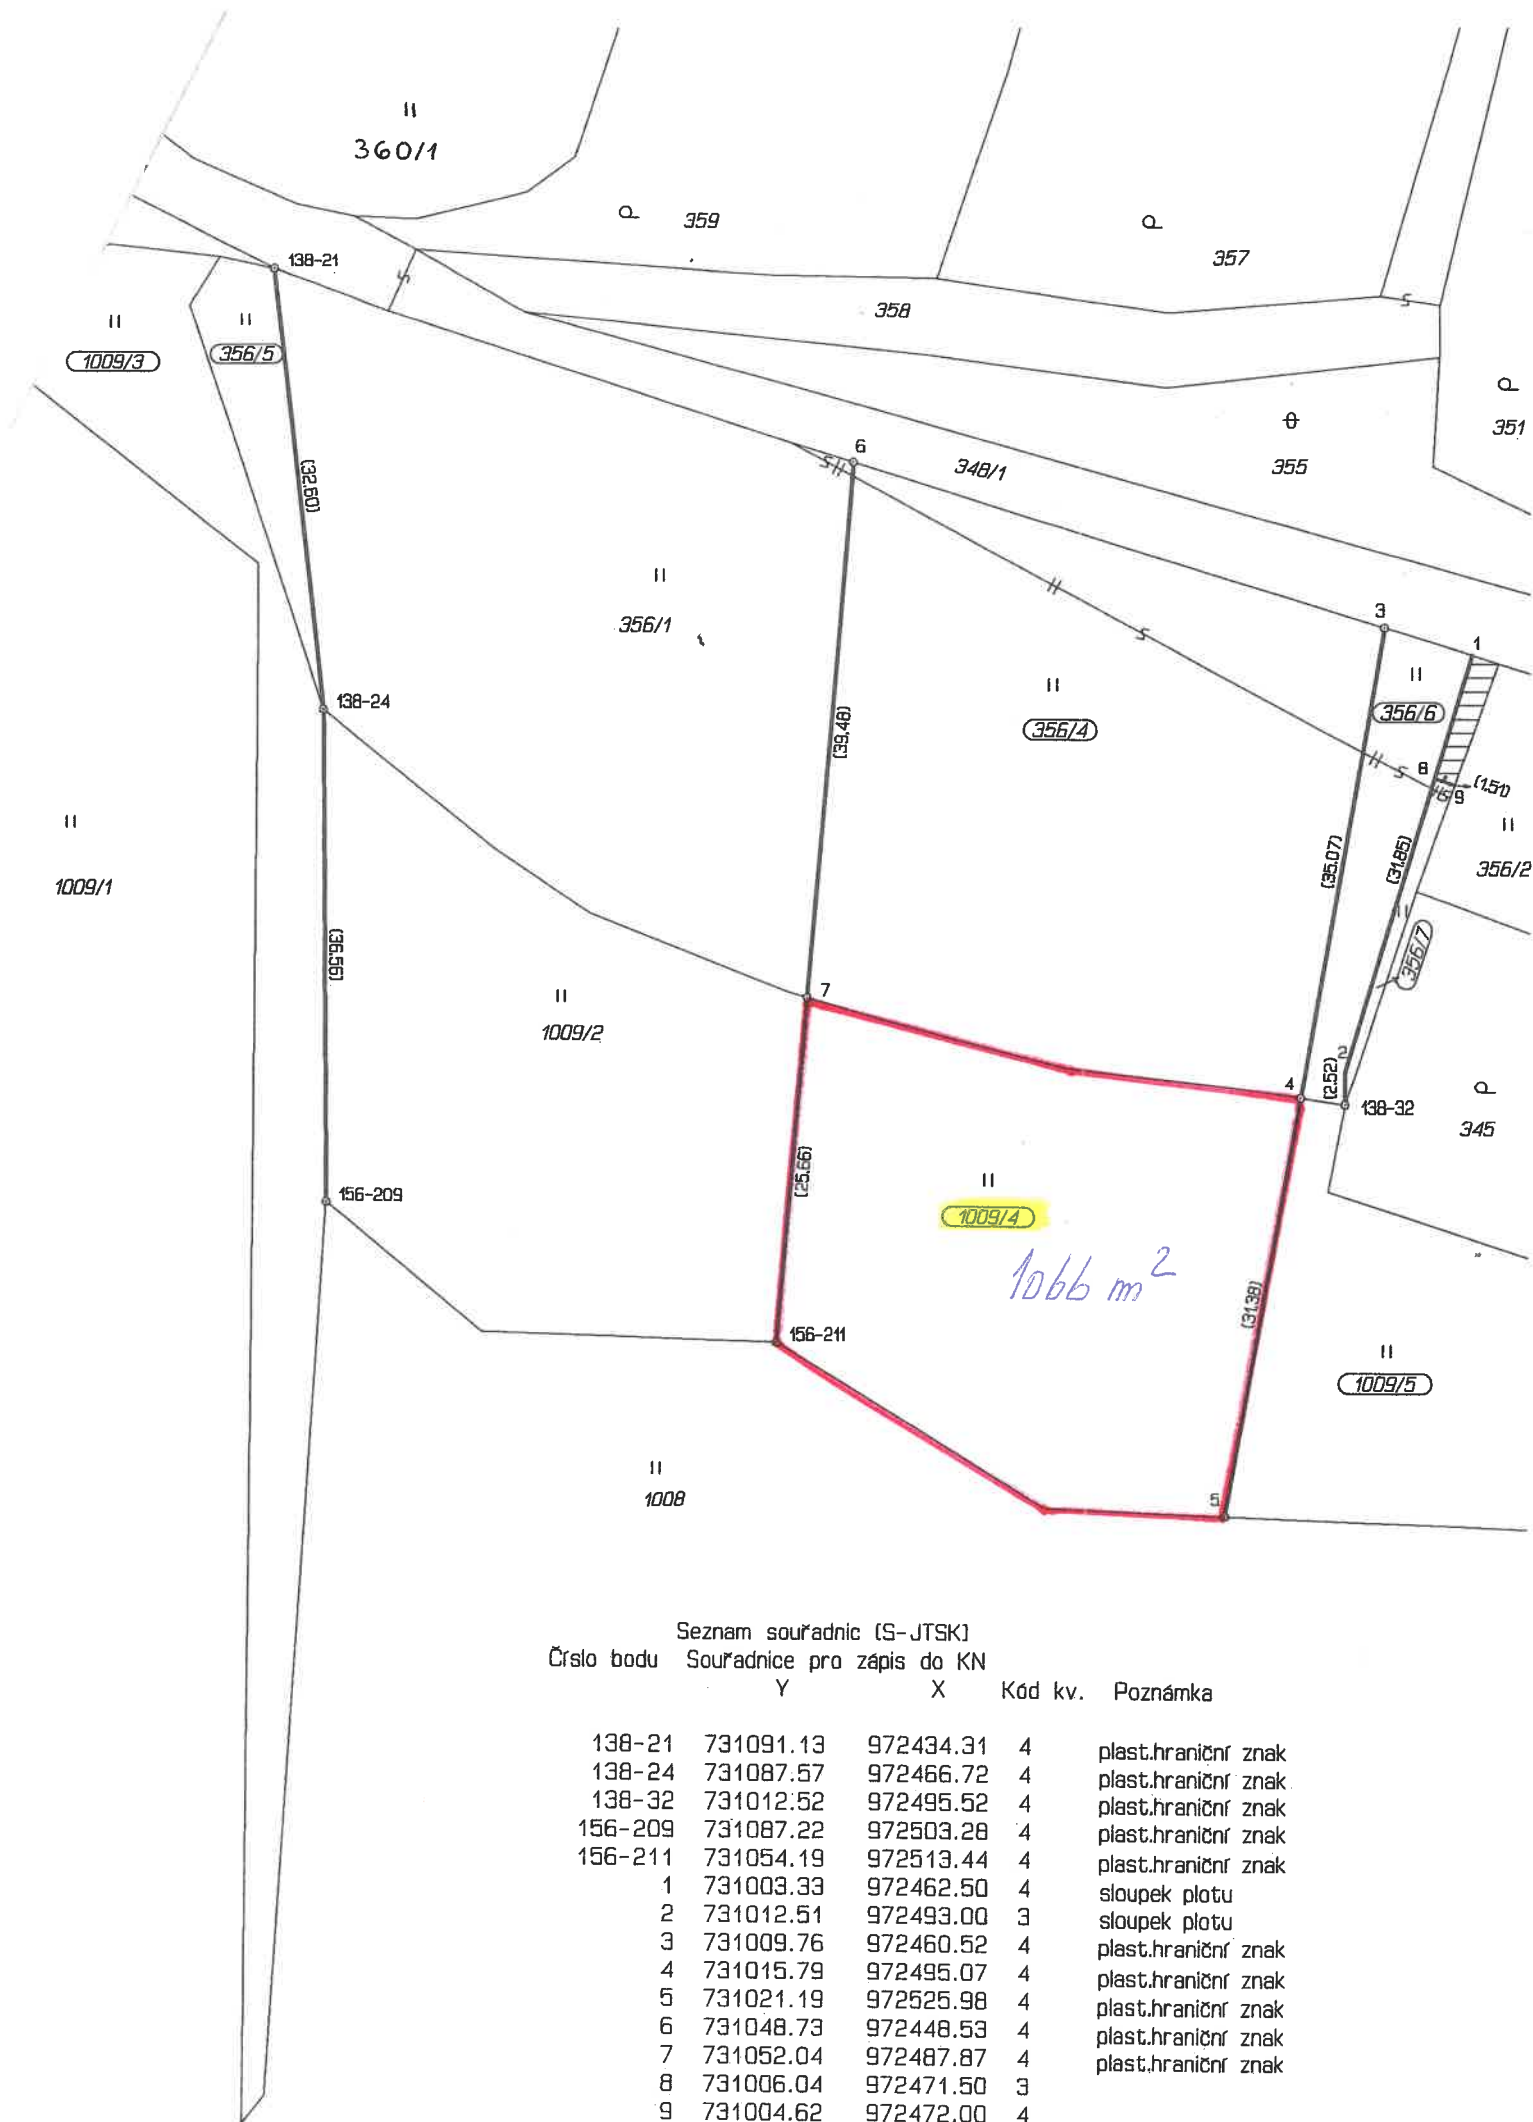 360/1
359
357
138-21
358
1009/3
356/5
351
6
348/1
355
(32.60)
3
1
356/1
138-24
356/4
356/6
(39.48)
8
9
(1.51)
1009/1
(35.07)
(31.85)
356/2
356/7
(36.56)
7
1009/2
2
4
(2.52)
138-32
345
(25.66)
156-209
1009/4
1066 m²
(31.38)
156-211
1009/5
1008
5
Seznam souřadnic (S-JTSK)
Číslo bodu Souřadnice pro zápis do KN
Y X Kód kv. Poznámka
138-21 731091.13 972434.31 4 plast.hraniční znak
138-24 731087.57 972466.72 4 plast.hraniční znak
138-32 731012.52 972495.52 4 plast.hraniční znak
156-209 731087.22 972503.28 4 plast.hraniční znak
156-211 731054.19 972513.44 4 plast.hraniční znak
1 731003.33 972462.50 4 sloupek plotu
2 731012.51 972493.00 3 sloupek plotu
3 731009.76 972460.52 4 plast.hraniční znak
4 731015.79 972495.07 4 plast.hraniční znak
5 731021.19 972525.98 4 plast.hraniční znak
6 731048.73 972448.53 4 plast.hraniční znak
7 731052.04 972487.87 4 plast.hraniční znak
8 731006.04 972471.50 3
9 731004.62 972472.00 4